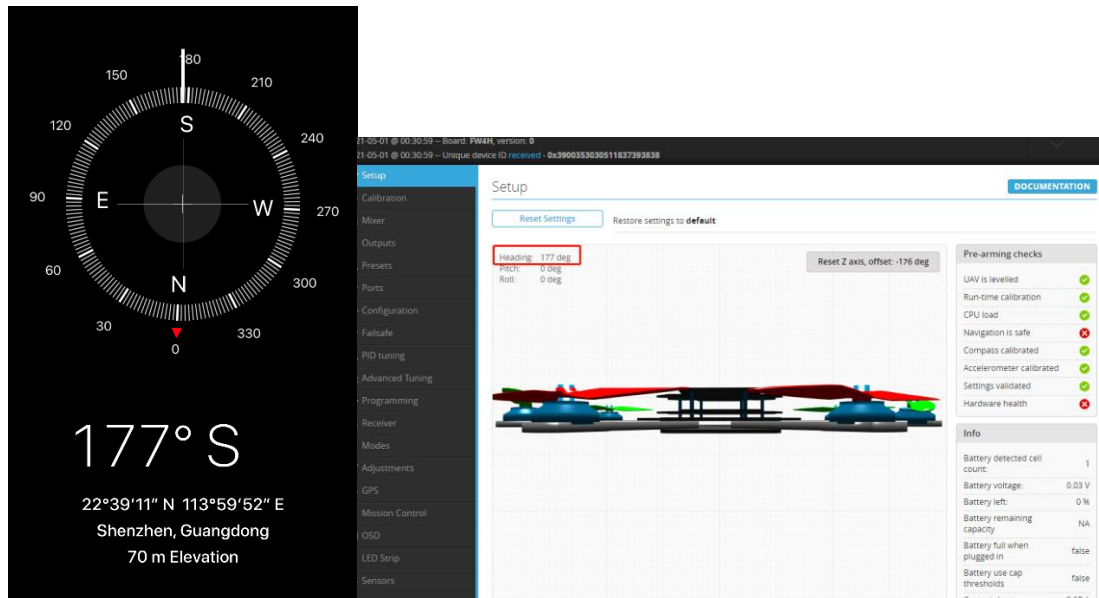 180
150
210
120
240
90
270
60
300
30
330
0
S
E
W
N
177° S
22°39'11" N 113°59'52" E
Shenzhen, Guangdong
70 m Elevation
21-05-01 @ 00:30:59 -- Board: FW4H, version: 0
21-05-01 @ 00:30:59 -- Unique device ID received - 0x3900353030511837393838
Setup
Calibration
Mixer
Outputs
Presets
Ports
Configuration
Failsafe
PID tuning
Advanced Tuning
Programming
Receiver
Modes
Adjustments
GPS
Mission Control
OSD
LED Strip
Sensors
Setup
DOCUMENTATION
Reset Settings
Restore settings to default
Heading: 177 deg
Pitch: 0 deg
Roll: 0 deg
Reset Z axis, offset: -176 deg
Pre-arming checks
UAV is levelled
Run-time calibration
CPU load
Navigation is safe
Compass calibrated
Accelerometer calibrated
Settings validated
Hardware health
Info
Battery detected cell
count: 1
Battery voltage: 0.03 V
Battery left: 0 %
Battery remaining
capacity NA
Battery full when
plugged in false
Battery use cap
thresholds false